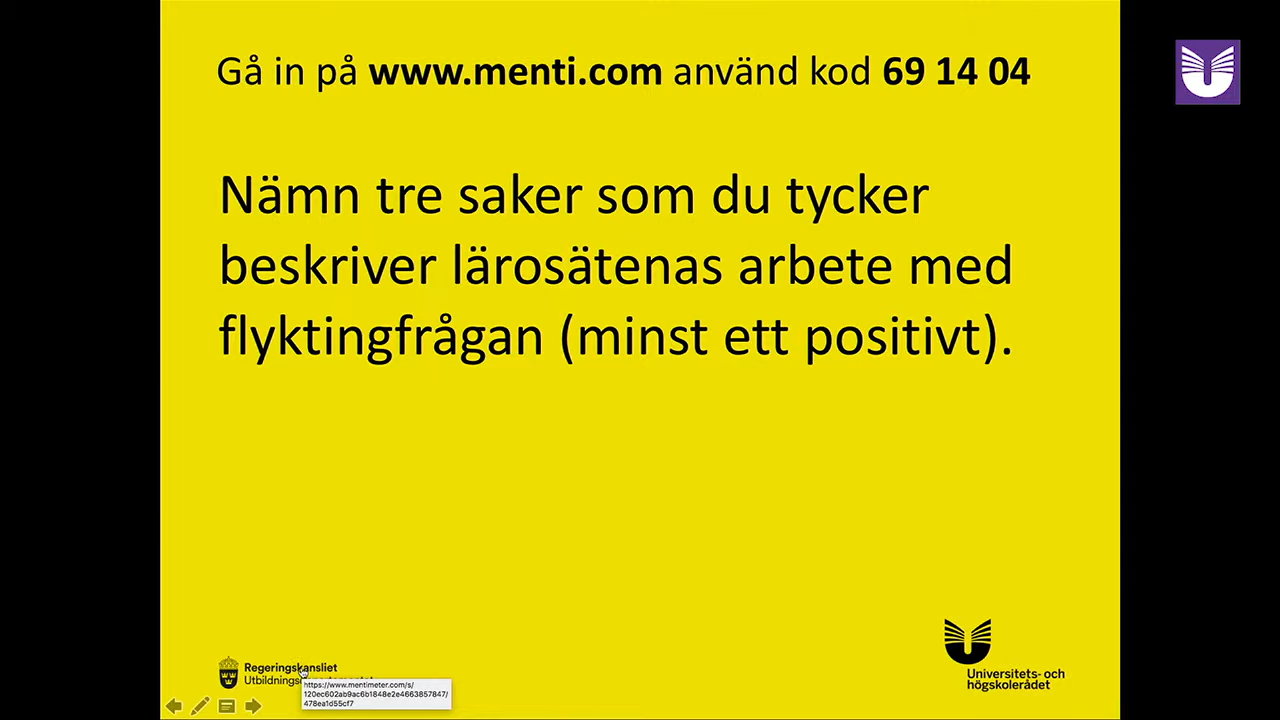 Gå in på www.menti.com använd kod 69 14 04
Nämn tre saker som du tycker
beskriver lärosätenas arbete med
flyktingfrågan (minst ett positivt).
Regeringskansliet
https://www.mentimeter.com/s/
120ec602ab9ac6b1848e2e4663857847/
478ea1d55cf7
Universitets- och
högskolerådet